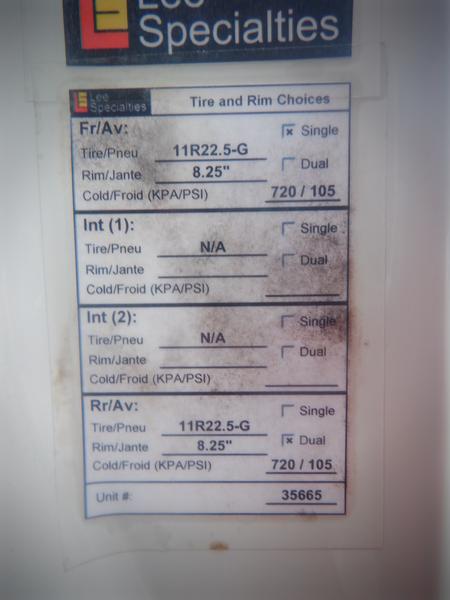 Lee
Specialties
Lee
Specialties
Tire and Rim Choices
Fr/Av:
Single
Tire/Pneu 11R22.5-G
Dual
Rim/Jante 8.25"
Cold/Froid (KPA/PSI) 720 / 105
Int (1):
Single
Tire/Pneu N/A
Dual
Rim/Jante
Cold/Froid (KPA/PSI)
Int (2):
Single
Tire/Pneu N/A
Dual
Rim/Jante
Cold/Froid (KPA/PSI)
Rr/Av:
Single
Tire/Pneu 11R22.5-G
Dual
Rim/Jante 8.25"
Cold/Froid (KPA/PSI) 720 / 105
Unit #: 35665